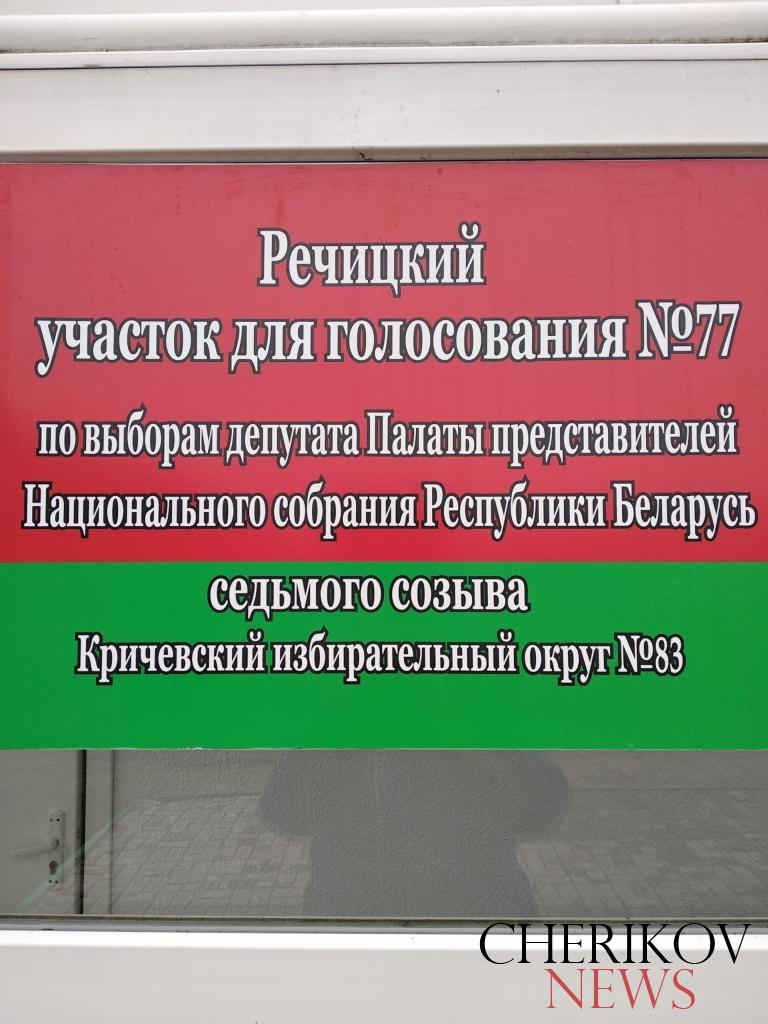 Речицкий
участок для голосования №77
по выборам депутата Палаты представителей
Национального собрания Республики Беларусь
седьмого созыва
Кричевский избирательный округ №83
CHERIKOV
NEWS